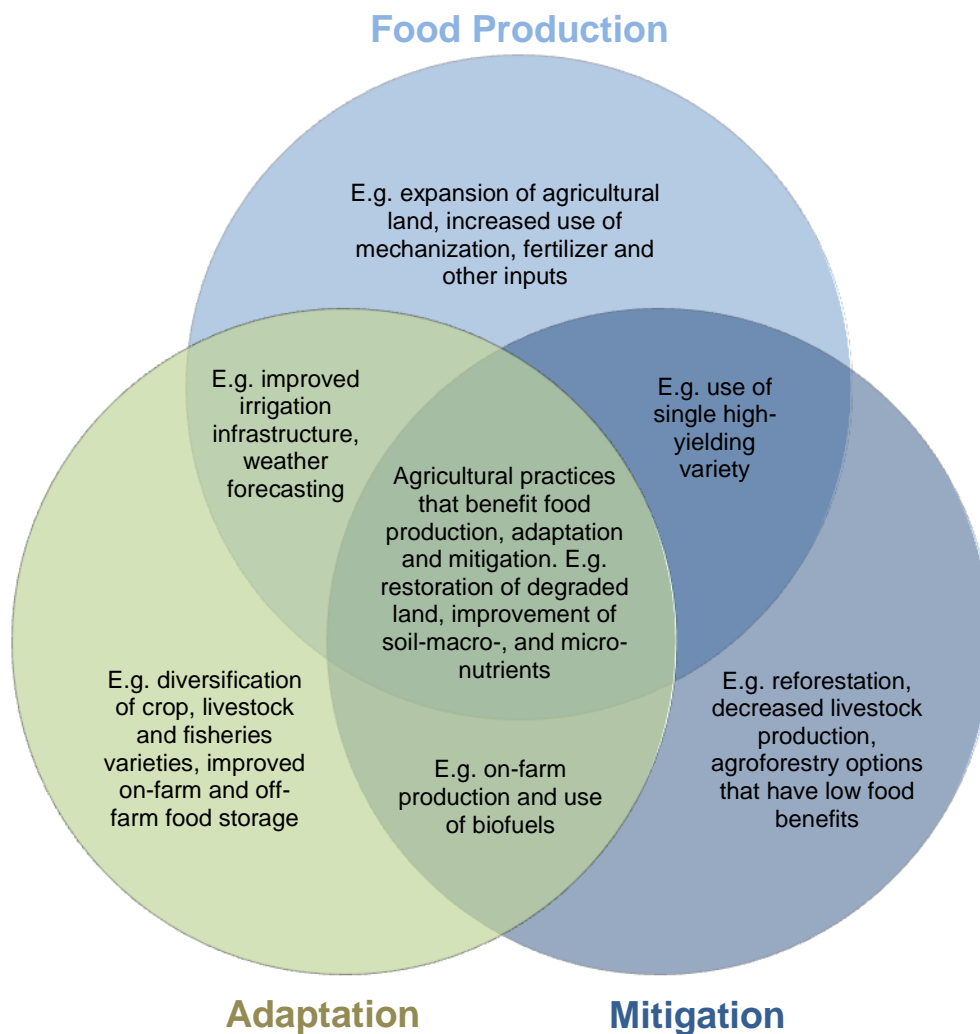 Food Production
E.g. expansion of agricultural
land, increased use of
mechanization, fertilizer and
other inputs
E.g. improved
irrigation
infrastructure,
weather
forecasting
E.g. use of
single high-
yielding
variety
Agricultural practices
that benefit food
production, adaptation
and mitigation. E.g.
restoration of degraded
land, improvement of
soil-macro-, and micro-
nutrients
E.g. diversification
of crop, livestock
and fisheries
varieties, improved
on-farm and off-
farm food storage
E.g. on-farm
production and use
of biofuels
E.g. reforestation,
decreased livestock
production,
agroforestry options
that have low food
benefits
Adaptation
Mitigation